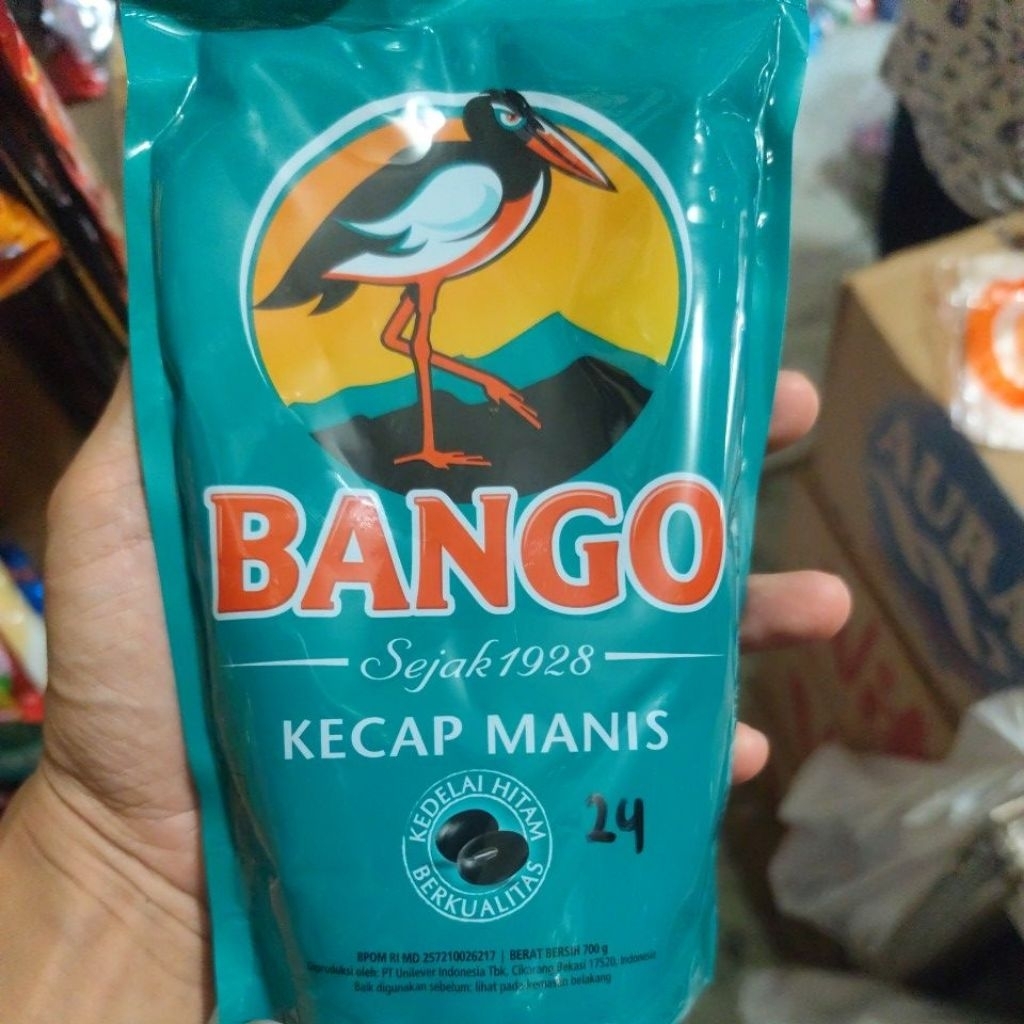 BANGO
Sejak 1928
KECAP MANIS
KEDELAI HITAM
BERKUALITAS
24
BPOM RI MD 257210026217 | BERAT BERSIH 700 g
Diproduksi oleh: PT Unilever Indonesia Tbk, Cikarang Bekasi 17520, Indonesia
Baik digunakan sebelum: lihat pada kemasan belakang
AURA